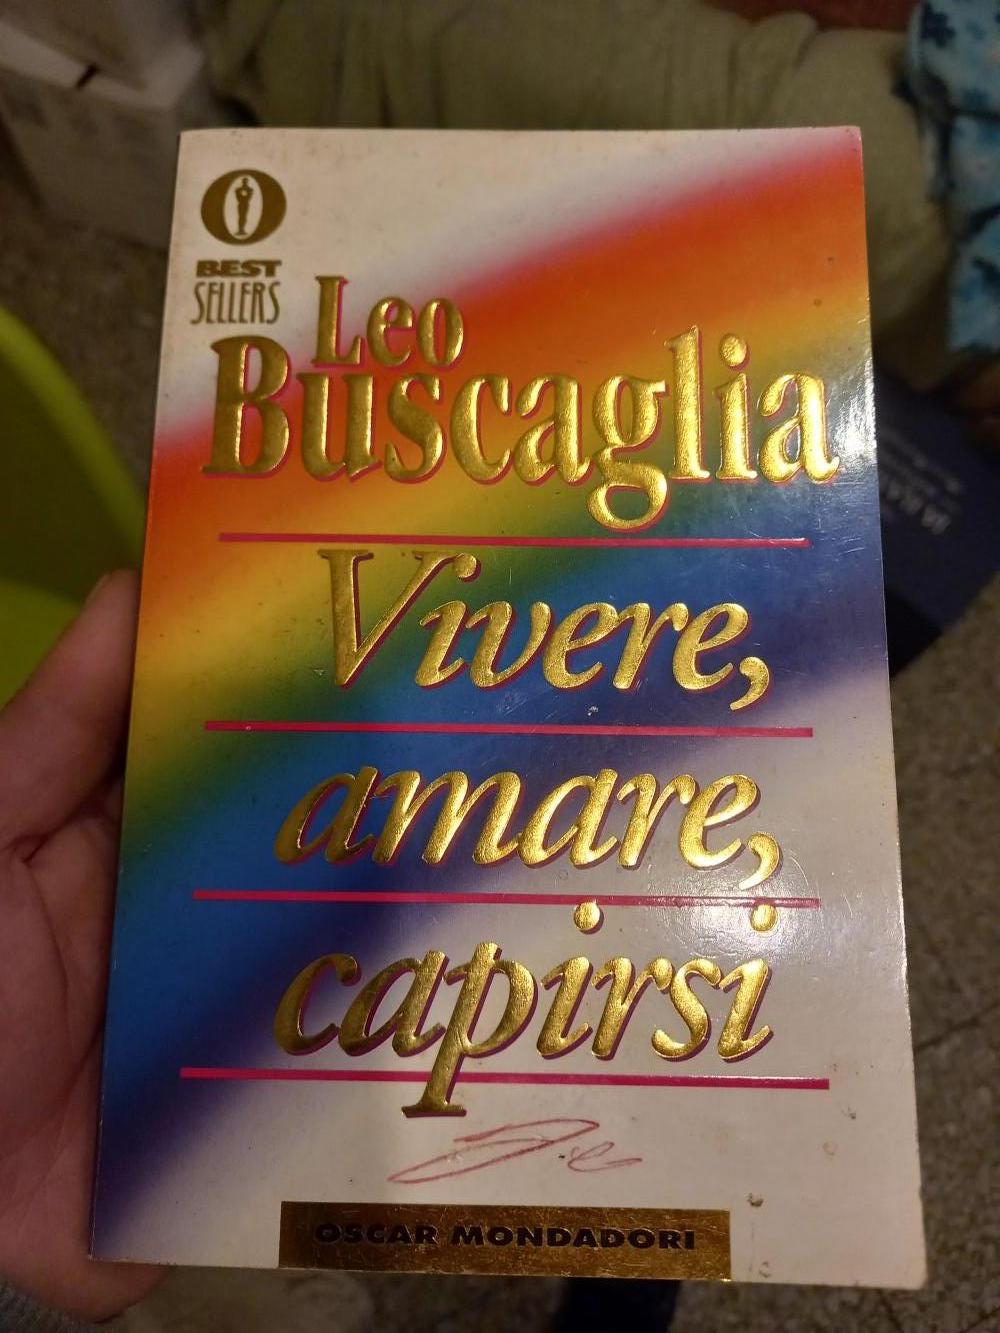 BEST
SELLERS
Leo
Buscaglia
Vivere,
amare,
capirsi
OSCAR MONDADORI